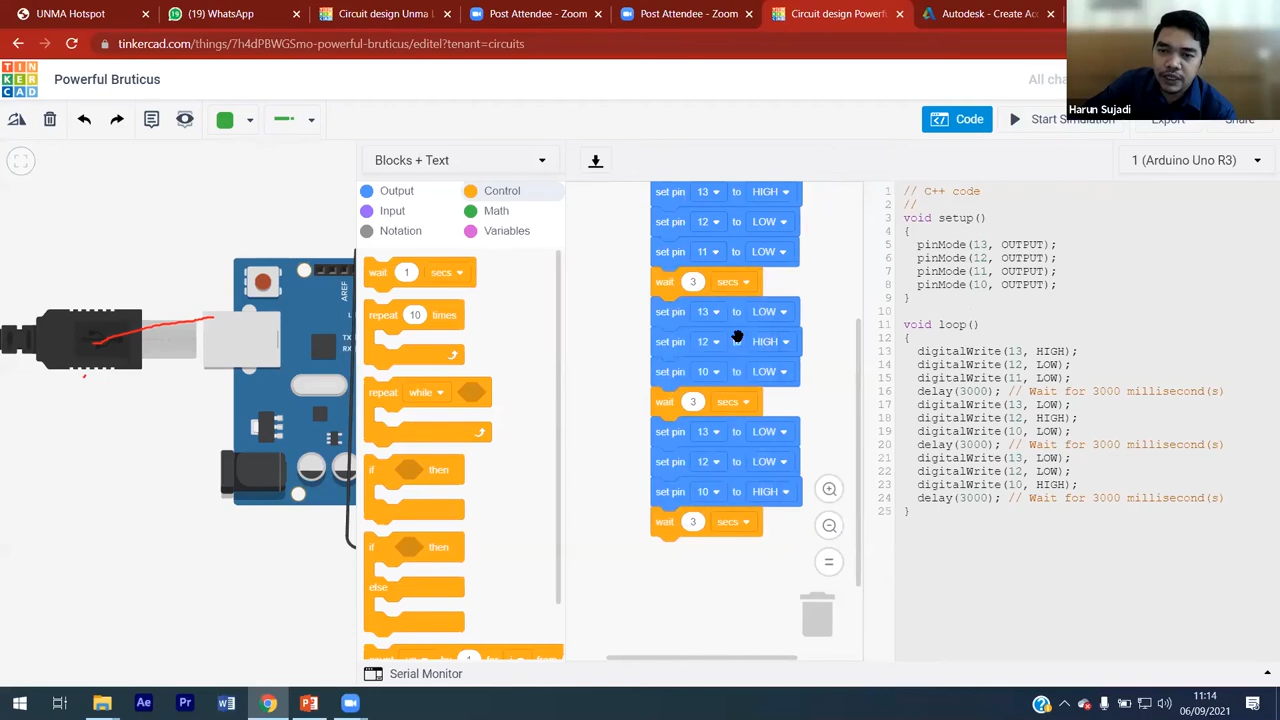 UNMA Hotspot
(19) WhatsApp
Circuit design Unma L
Post Attendee - Zoom
Post Attendee - Zoom
Circuit design Powerf
Autodesk - Create Ac
tinkercad.com/things/7h4dPBWGSmo-powerful-bruticus/editel?tenant=circuits
TIN
KER
CAD
Powerful Bruticus
All cha
Harun Sujadi
Code
Start Simulation
Export
Share
Blocks + Text
1 (Arduino Uno R3)
Output
Control
Input
Math
Notation
Variables
wait 1 secs
repeat 10 times
repeat while
if then
if then
else
AREF
set pin 13 to HIGH
set pin 12 to LOW
set pin 11 to LOW
wait 3 secs
set pin 13 to LOW
set pin 12 to HIGH
set pin 10 to LOW
wait 3 secs
set pin 13 to LOW
set pin 12 to LOW
set pin 10 to HIGH
wait 3 secs
1 // C++ code
2 //
3 void setup()
4 {
5 pinMode(13, OUTPUT);
6 pinMode(12, OUTPUT);
7 pinMode(11, OUTPUT);
8 pinMode(10, OUTPUT);
9 }
10
11 void loop()
12 {
13 digitalWrite(13, HIGH);
14 digitalWrite(12, LOW);
15 digitalWrite(11, LOW);
16 delay(3000); // Wait for 3000 millisecond(s)
17 digitalWrite(13, LOW);
18 digitalWrite(12, HIGH);
19 digitalWrite(10, LOW);
20 delay(3000); // Wait for 3000 millisecond(s)
21 digitalWrite(13, LOW);
22 digitalWrite(12, LOW);
23 digitalWrite(10, HIGH);
24 delay(3000); // Wait for 3000 millisecond(s)
25 }
Serial Monitor
11:14
06/09/2021